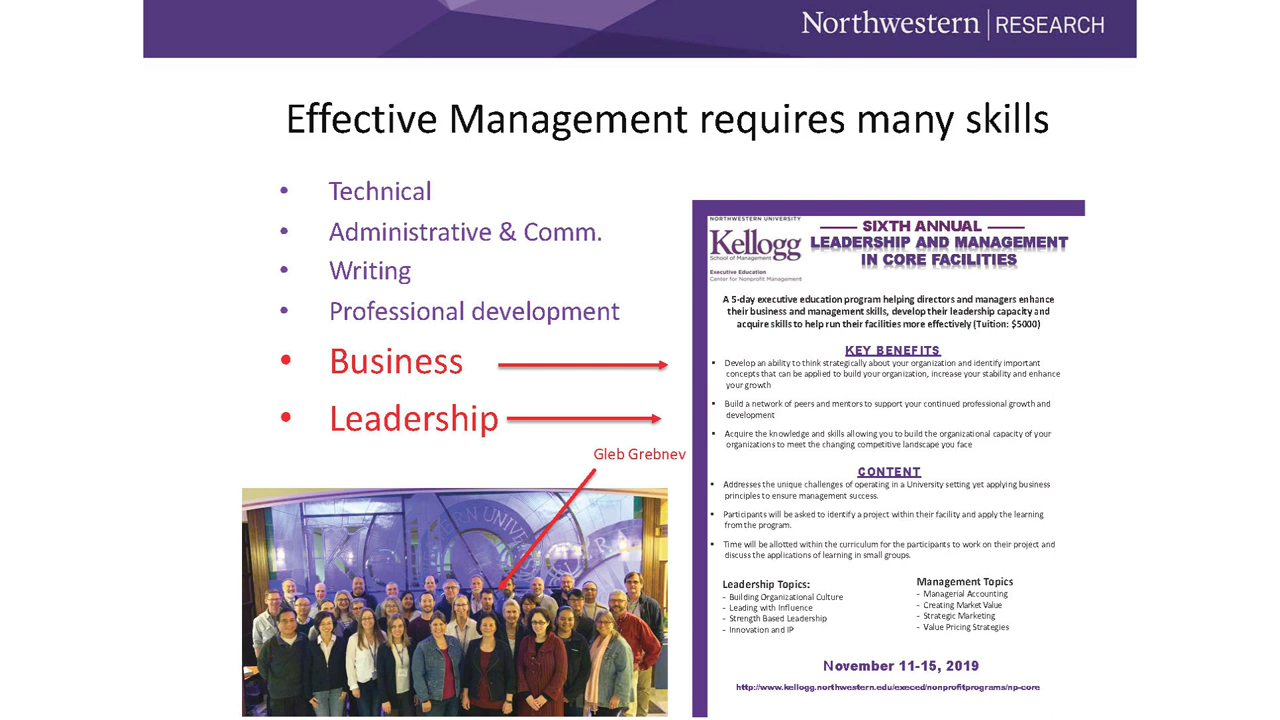 Northwestern | RESEARCH
Effective Management requires many skills
• Technical
• Administrative & Comm.
• Writing
• Professional development
• Business
• Leadership
Gleb Grebnev
ERN UNIVER
NORTHWESTERN UNIVERSITY
Kellogg
School of Management
Executive Education
Center for Nonprofit Management
SIXTH ANNUAL
LEADERSHIP AND MANAGEMENT
IN CORE FACILITIES
A 5-day executive education program helping directors and managers enhance
their business and management skills, develop their leadership capacity and
acquire skills to help run their facilities more effectively (Tuition: $5000)
KEY BENEFITS
▪ Develop an ability to think strategically about your organization and identify important
concepts that can be applied to build your organization, increase your stability and enhance
your growth
▪ Build a network of peers and mentors to support your continued professional growth and
development
▪ Acquire the knowledge and skills allowing you to build the organizational capacity of your
organizations to meet the changing competitive landscape you face
CONTENT
▪ Addresses the unique challenges of operating in a University setting yet applying business
principles to ensure management success.
▪ Participants will be asked to identify a project within their facility and apply the learning
from the program.
▪ Time will be allotted within the curriculum for the participants to work on their project and
discuss the applications of learning in small groups.
Leadership Topics:
- Building Organizational Culture
- Leading with Influence
- Strength Based Leadership
- Innovation and IP
Management Topics
- Managerial Accounting
- Creating Market Value
- Strategic Marketing
- Value Pricing Strategies
November 11-15, 2019
http://www.kellogg.northwestern.edu/execed/nonprofitprograms/np-core